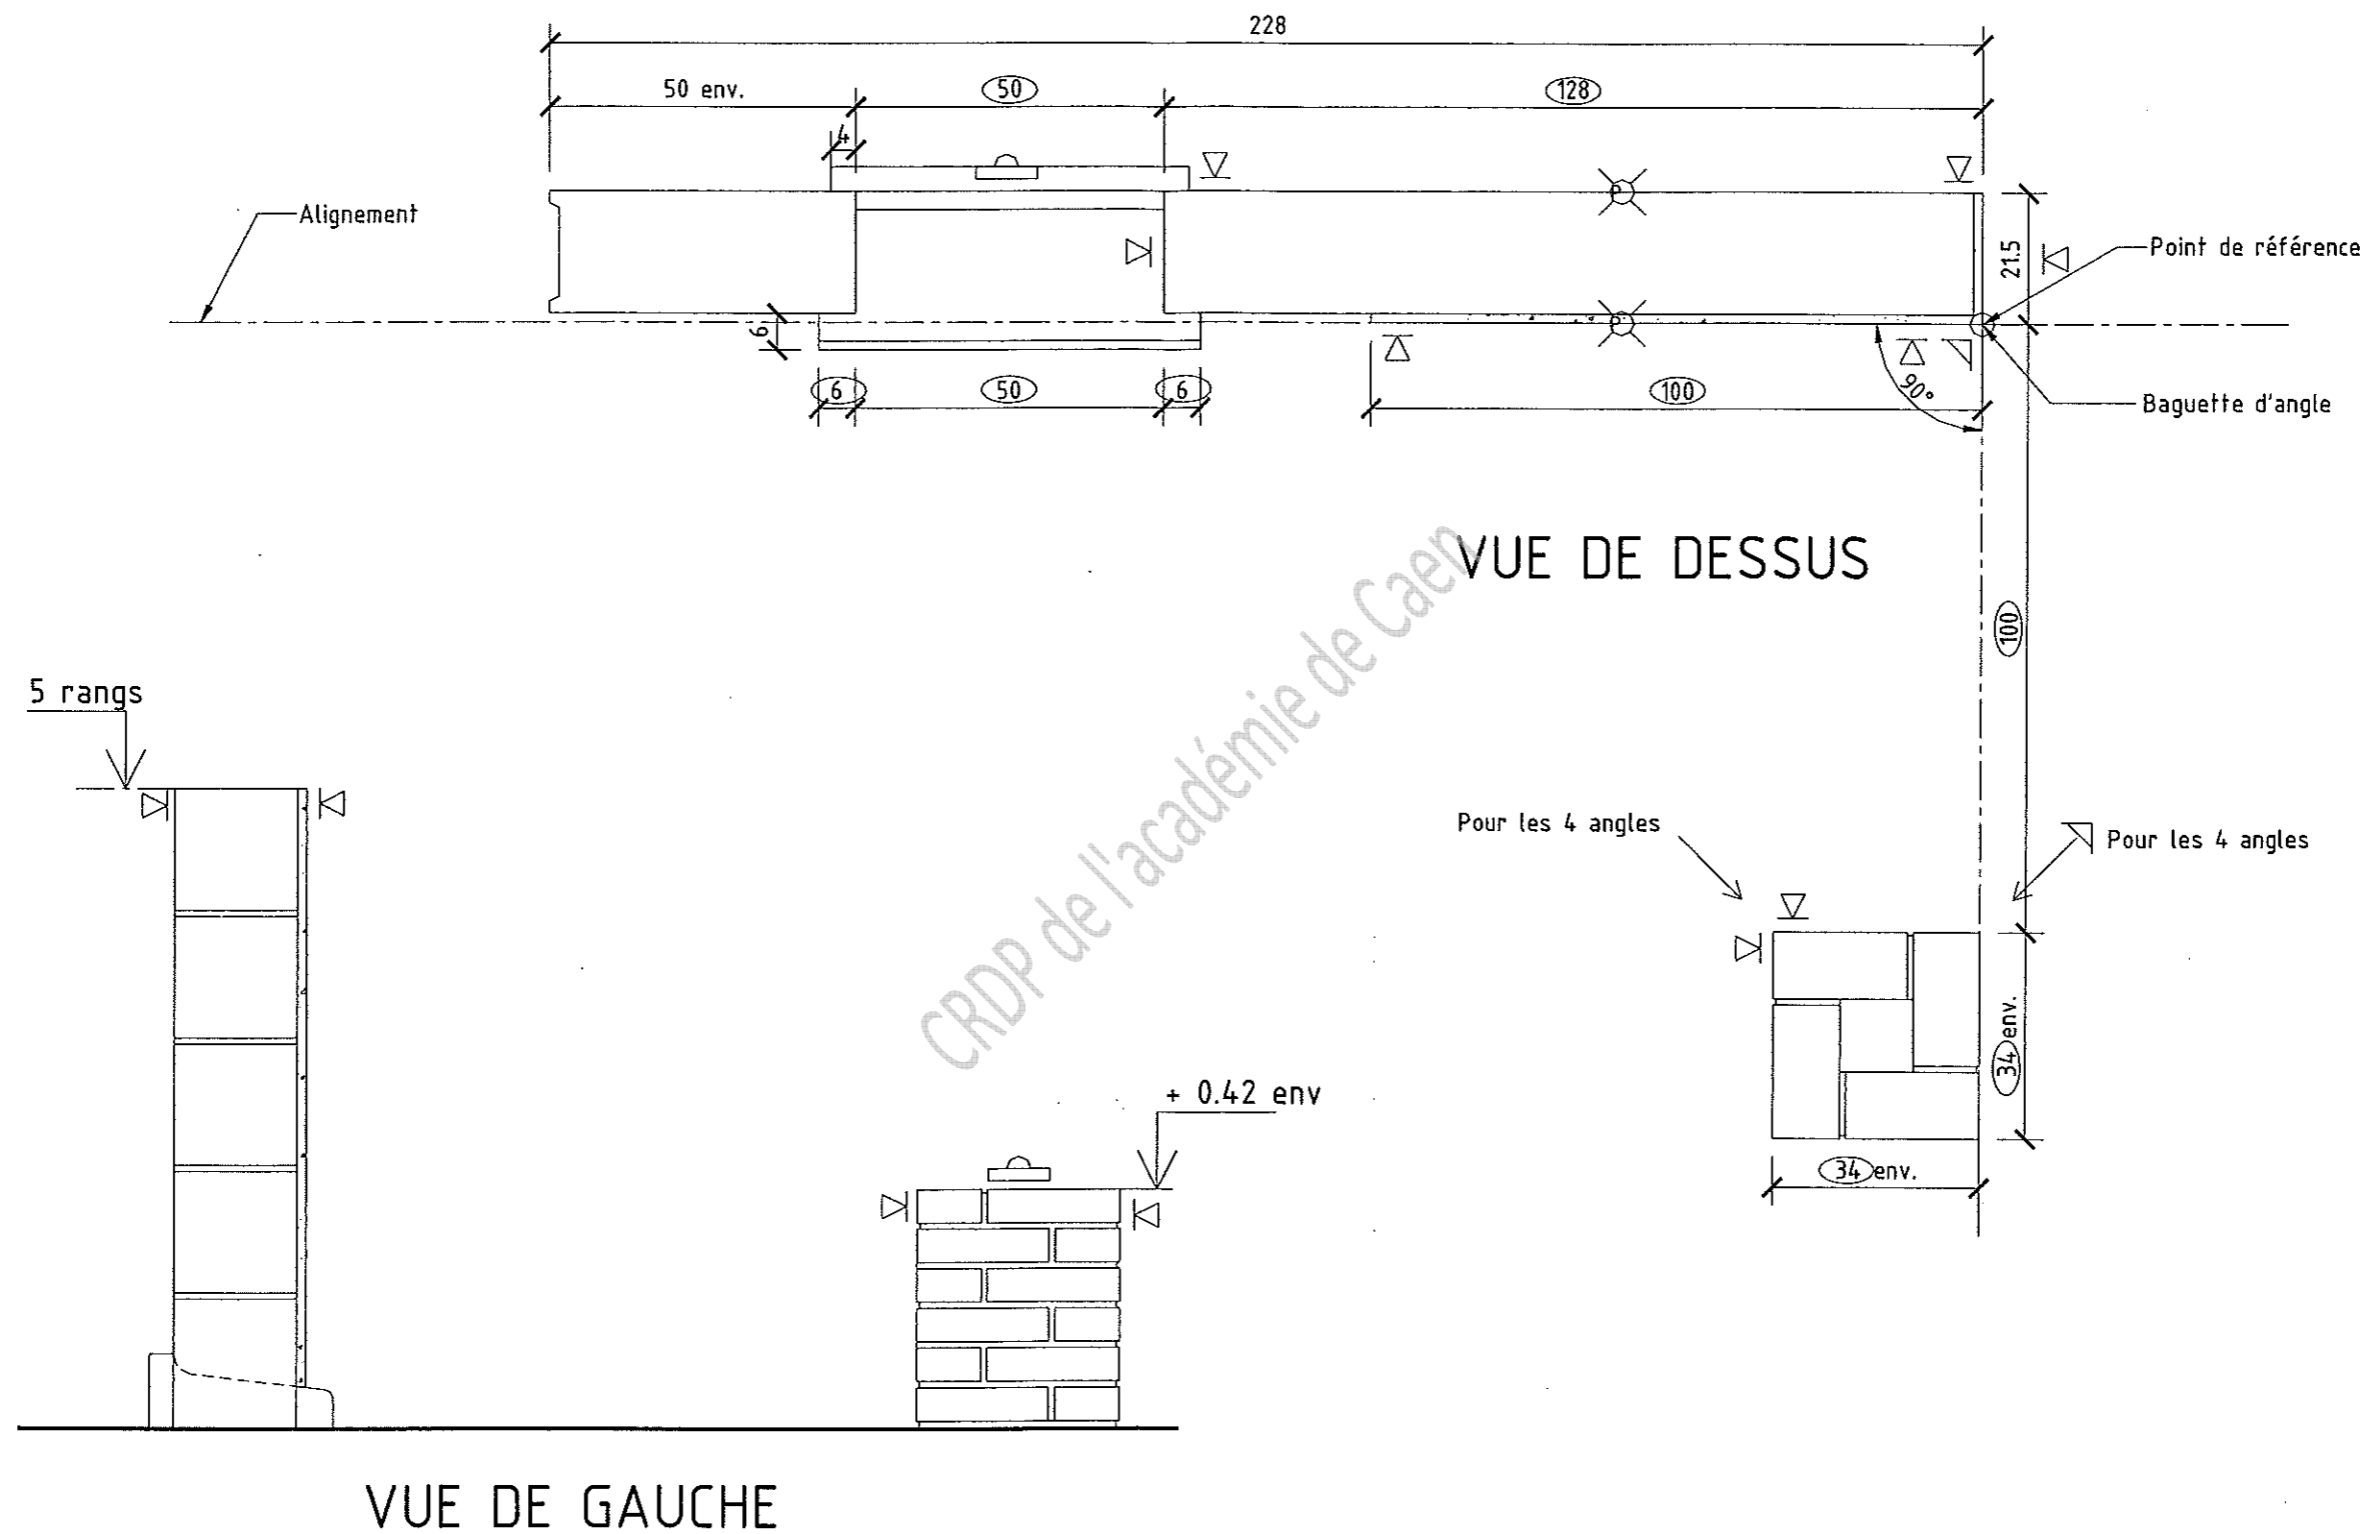 228
50 env.
50
128
4
Alignement
21.5
Point de référence
6
6
50
6
100
90°
Baguette d'angle
VUE DE DESSUS
100
5 rangs
Pour les 4 angles
Pour les 4 angles
+ 0.42 env
34 env.
34 env.
VUE DE GAUCHE
CRDP de l'académie de Caen